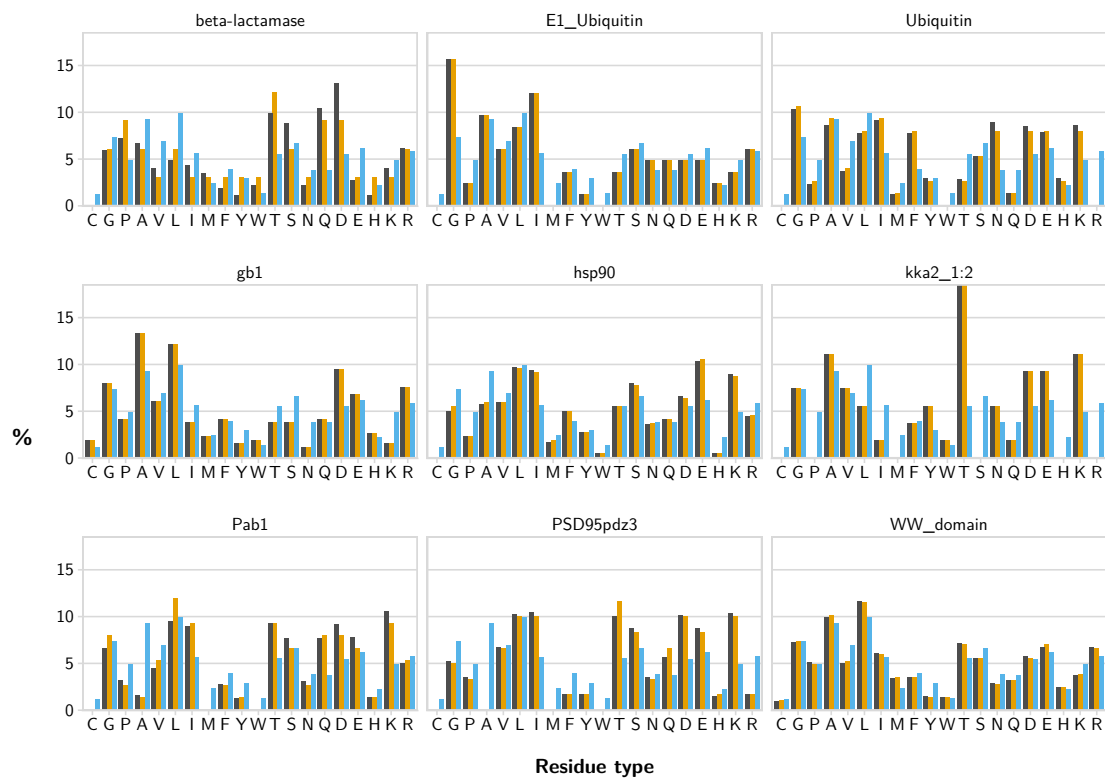 beta-lactamase E1_Ubiquitin Ubiquitin
15
10
5
0
C G P A V L I M F Y W T S N Q D E H K R C G P A V L I M F Y W T S N Q D E H K R C G P A V L I M F Y W T S N Q D E H K R
gb1 hsp90 kka2_1:2
15
10
5
0
C G P A V L I M F Y W T S N Q D E H K R C G P A V L I M F Y W T S N Q D E H K R C G P A V L I M F Y W T S N Q D E H K R
%
Pab1 PSD95pdz3 WW_domain
15
10
5
0
C G P A V L I M F Y W T S N Q D E H K R C G P A V L I M F Y W T S N Q D E H K R C G P A V L I M F Y W T S N Q D E H K R
Residue type